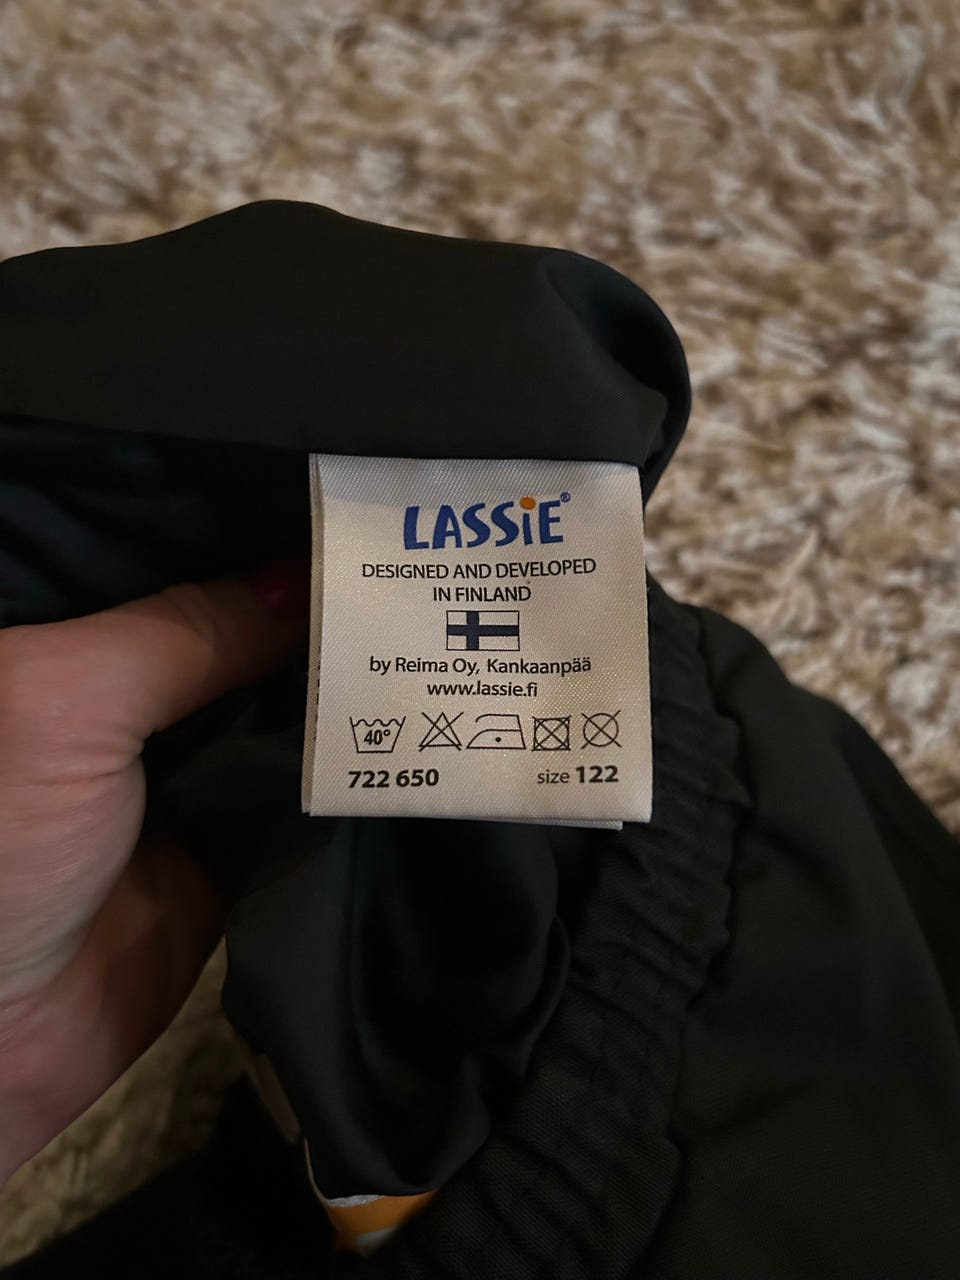 LASSiE®
DESIGNED AND DEVELOPED
IN FINLAND
by Reima Oy, Kankaanpää
www.lassie.fi
40°
722 650 size 122